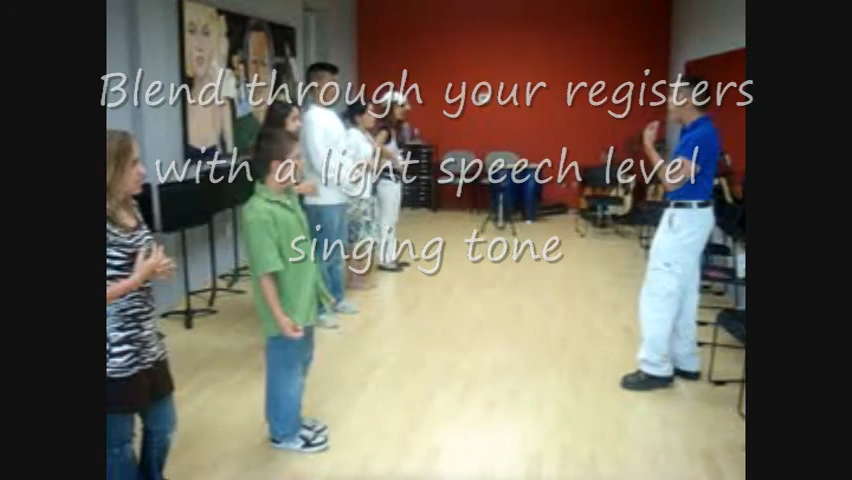 Blend through your registers
with a light speech level
singing tone